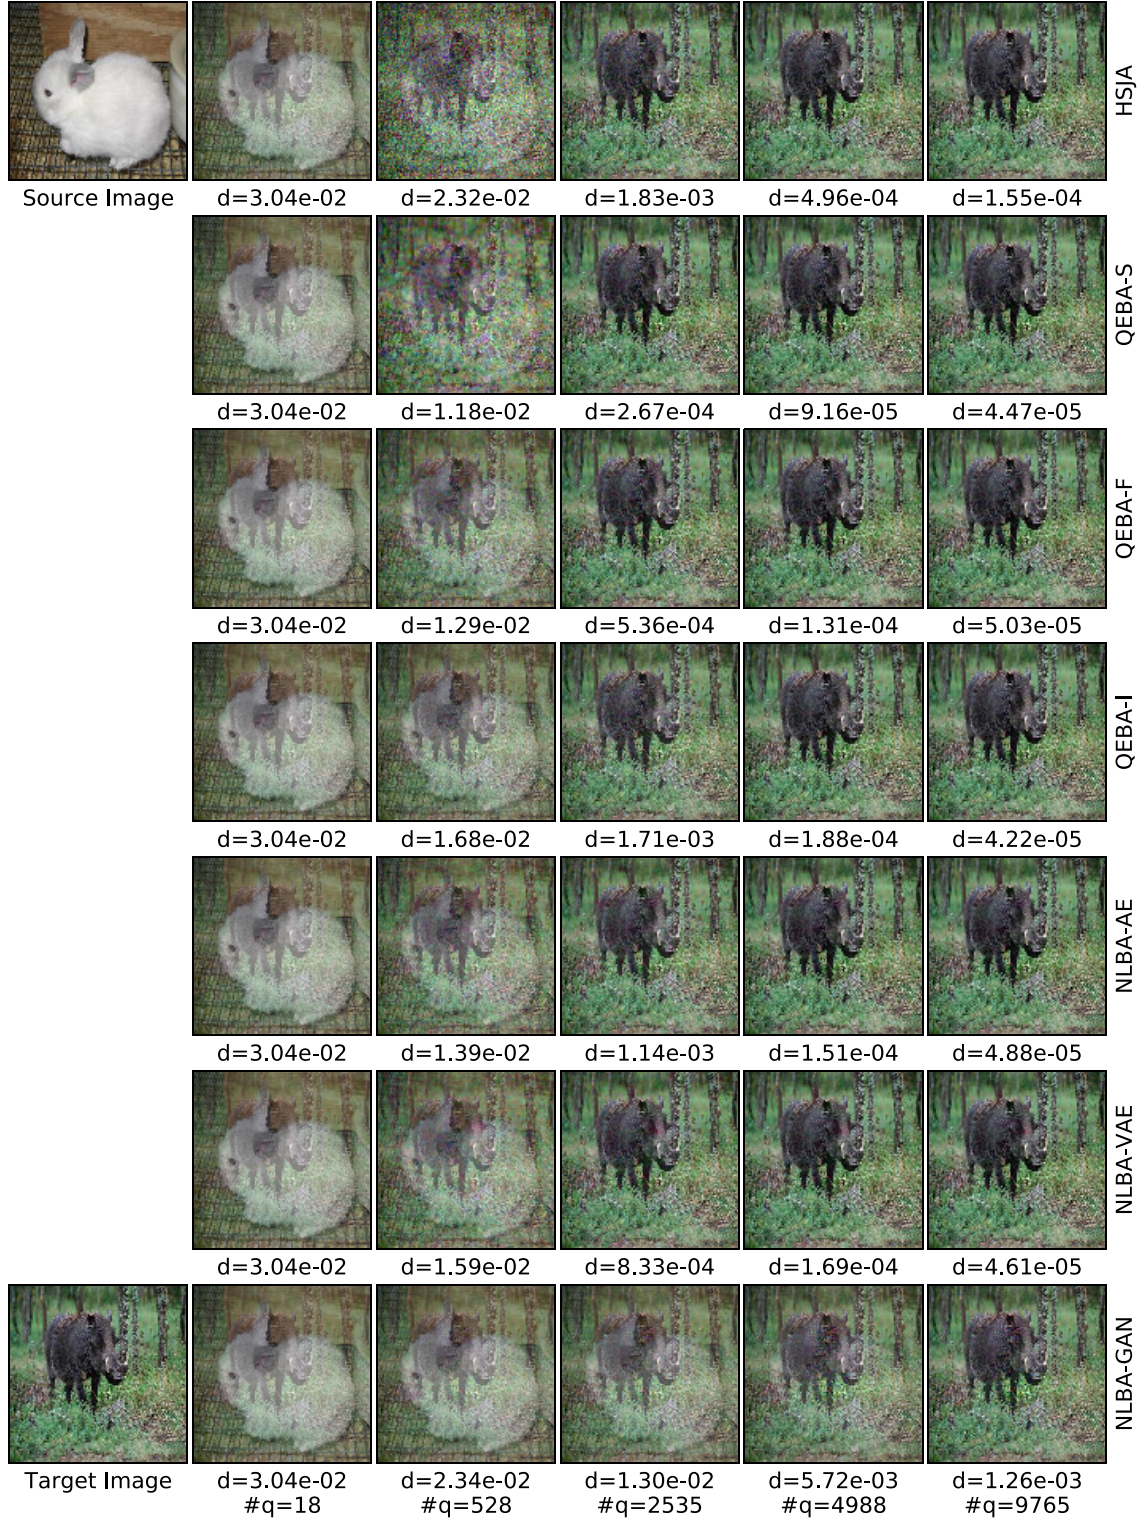 HSJA
Source Image d=3.04e-02 d=2.32e-02 d=1.83e-03 d=4.96e-04 d=1.55e-04
QEBA-S
d=3.04e-02 d=1.18e-02 d=2.67e-04 d=9.16e-05 d=4.47e-05
QEBA-F
d=3.04e-02 d=1.29e-02 d=5.36e-04 d=1.31e-04 d=5.03e-05
QEBA-I
d=3.04e-02 d=1.68e-02 d=1.71e-03 d=1.88e-04 d=4.22e-05
NLBA-AE
d=3.04e-02 d=1.39e-02 d=1.14e-03 d=1.51e-04 d=4.88e-05
NLBA-VAE
d=3.04e-02 d=1.59e-02 d=8.33e-04 d=1.69e-04 d=4.61e-05
NLBA-GAN
Target Image d=3.04e-02 d=2.34e-02 d=1.30e-02 d=5.72e-03 d=1.26e-03
#q=18 #q=528 #q=2535 #q=4988 #q=9765